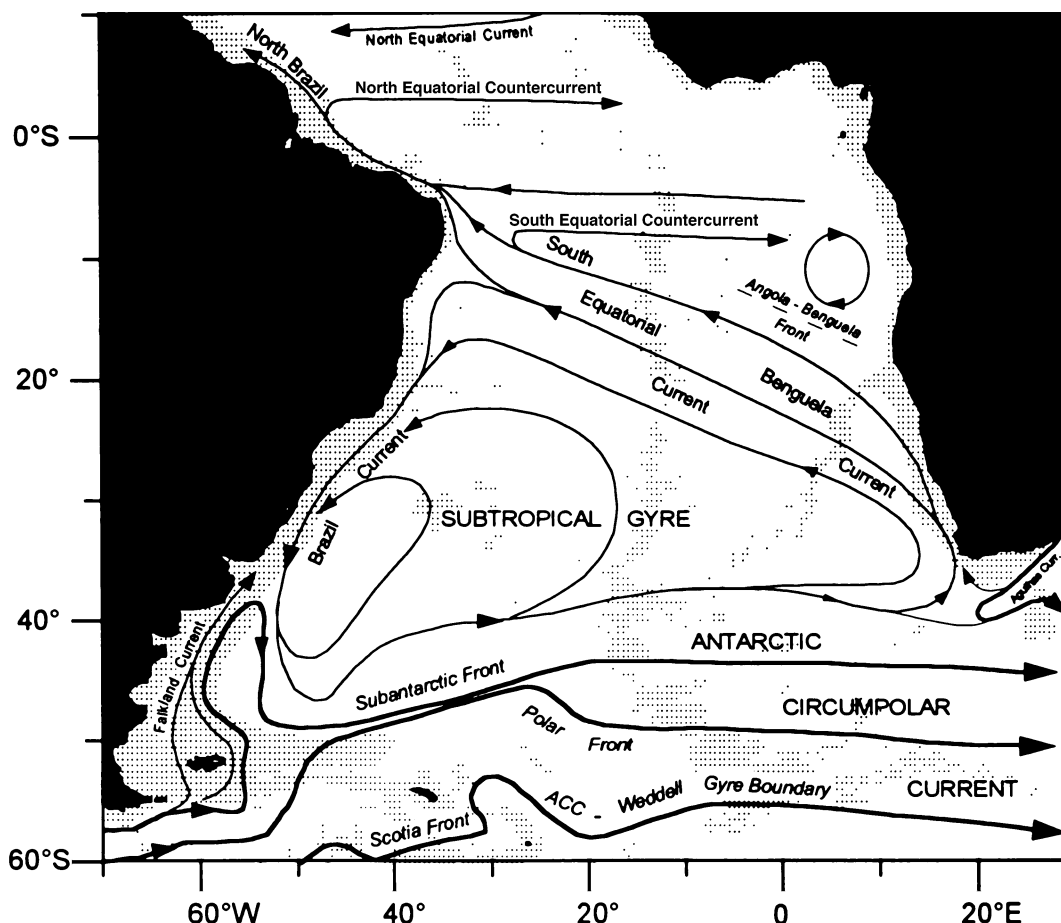 North Equatorial Current
North Brazil
North Equatorial Countercurrent
0°S
South Equatorial Countercurrent
South
Equatorial
Current
Angola - Benguela
Front
20°
Benguela
Current
Current
Brazil
SUBTROPICAL GYRE
Agulhas Curr.
40°
Falkland Current
ANTARCTIC
Subantarctic Front
CIRCUMPOLAR
Polar
Front
ACC - Weddell Gyre Boundary
CURRENT
Scotia Front
60°S
60°W
40°
20°
0
20°E